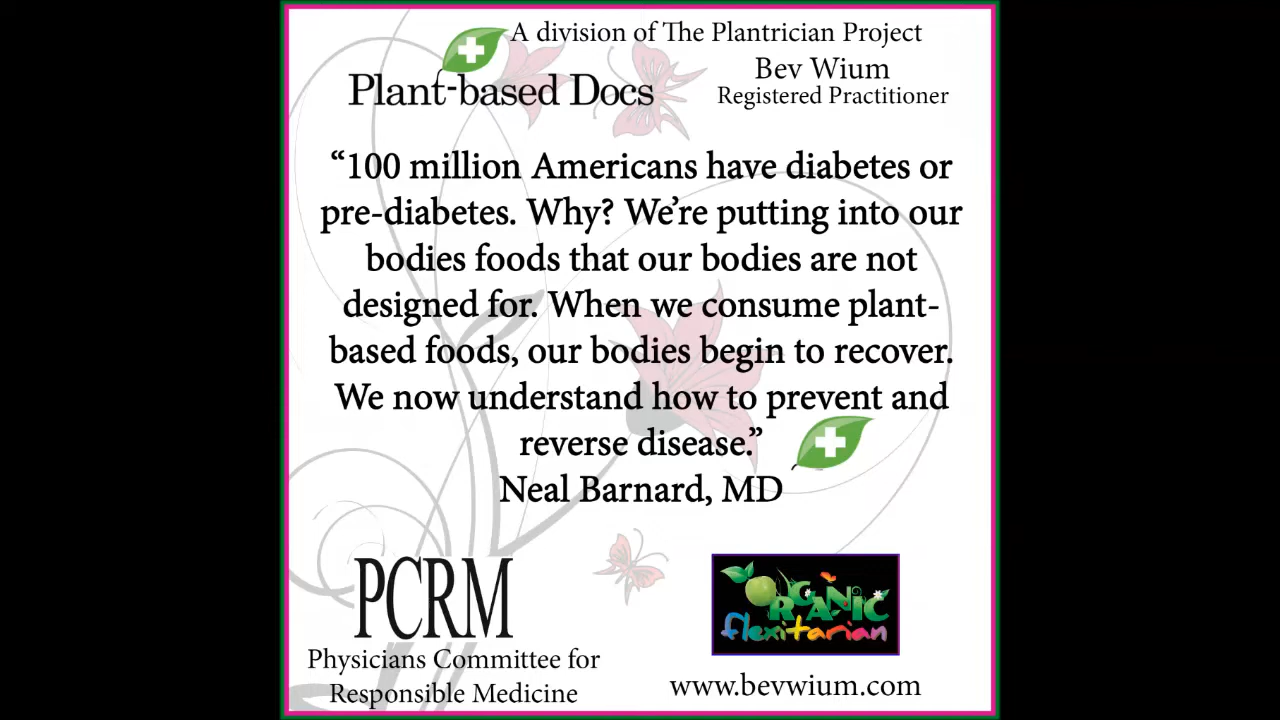 A division of The Plantrician Project
Plant-based Docs
Bev Wium
Registered Practitioner
“100 million Americans have diabetes or
pre-diabetes. Why? We’re putting into our
bodies foods that our bodies are not
designed for. When we consume plant-
based foods, our bodies begin to recover.
We now understand how to prevent and
reverse disease.”
Neal Barnard, MD
PCRM
Physicians Committee for
Responsible Medicine
ORGANIC
flexitarian
www.bevwium.com